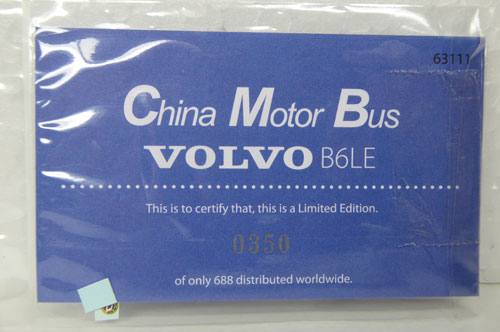 63111
China Motor Bus
VOLVO B6LE
This is to certify that, this is a Limited Edition.
0350
of only 688 distributed worldwide.